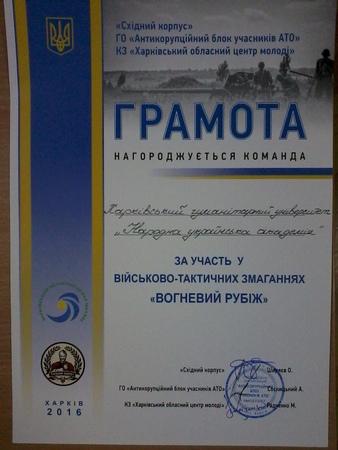 «Східний корпус»
ГО «Антикорупційний блок учасників АТО»
КЗ «Харківський обласний центр молоді»
ГРАМОТА
НАГОРОДЖУЄТЬСЯ КОМАНДА
Харківський гуманітарний університет
„Народна українська академія"
ЗА УЧАСТЬ У
ВІЙСЬКОВО-ТАКТИЧНИХ ЗМАГАННЯХ
«ВОГНЕВИЙ РУБІЖ»
«Східний корпус» О.
ГО «Антикорупційний блок учасників АТО» О.
КЗ «Харківський обласний центр молоді» Радченко М.
ХАРКІВ
2016